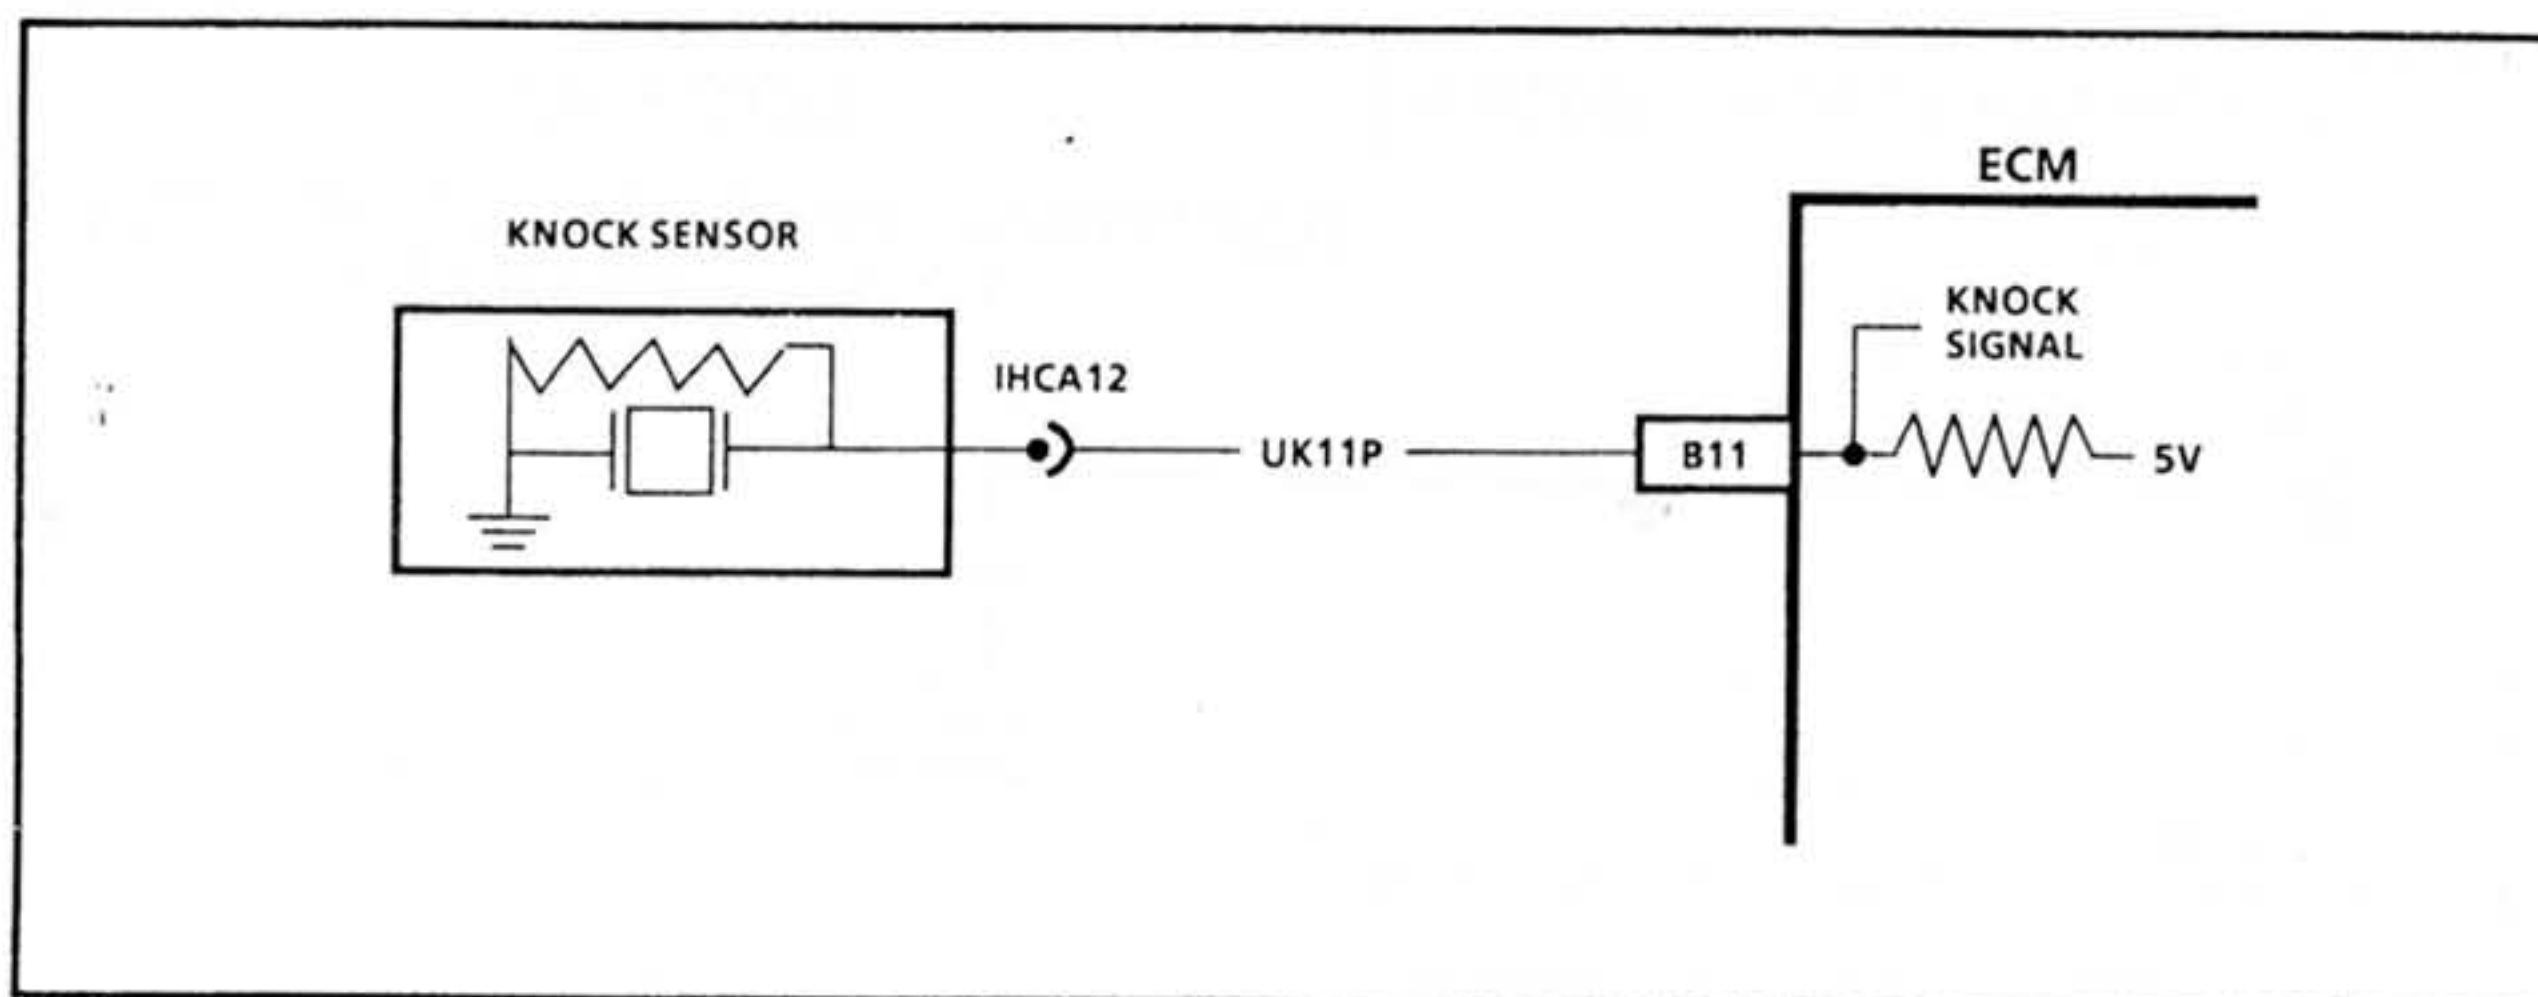 ECM
KNOCK SENSOR
KNOCK
SIGNAL
IHCA12
UK11P
B11
5V